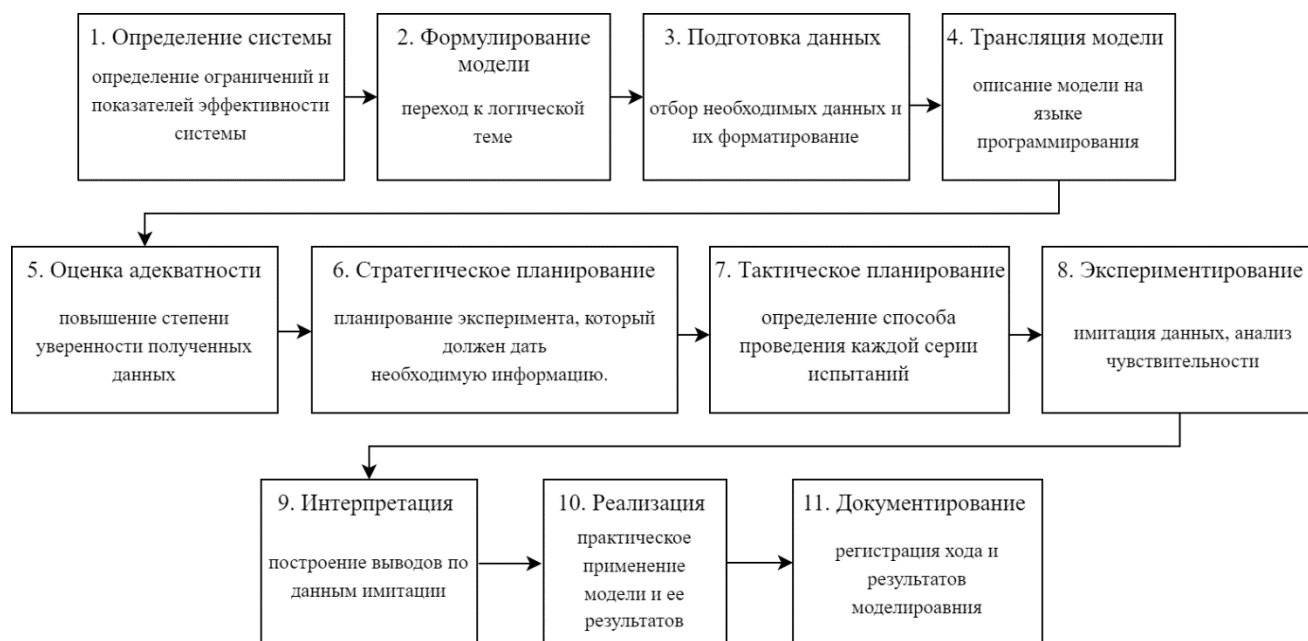 1. Определение системы
определение ограничений и
показателей эффективности
системы
2. Формулирование
модели
переход к логической
теме
3. Подготовка данных
отбор необходимых данных и
их форматирование
4. Трансляция модели
описание модели на
языке
программирования
5. Оценка адекватности
повышение степени
уверенности полученных
данных
6. Стратегическое планирование
планирование эксперимента, который
должен дать
необходимую информацию.
7. Тактическое планирование
определение способа
проведения каждой серии
испытаний
8. Экспериментирование
имитация данных, анализ
чувствительности
9. Интерпретация
построение выводов по
данным имитации
10. Реализация
практическое
применение
модели и ее
результатов
11. Документирование
регистрация хода и
результатов
моделироавния